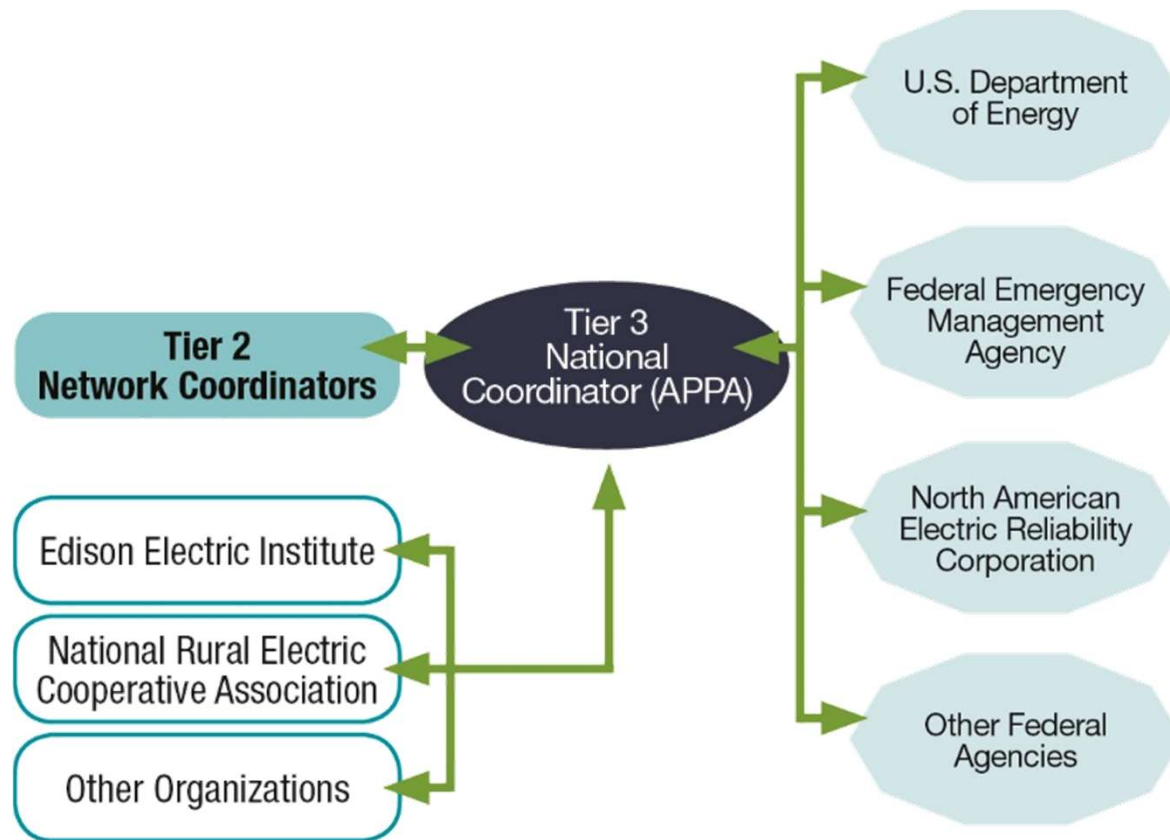 Tier 2
Network Coordinators
Edison Electric Institute
National Rural Electric
Cooperative Association
Other Organizations
Tier 3
National
Coordinator (APPA)
U.S. Department
of Energy
Federal Emergency
Management
Agency
North American
Electric Reliability
Corporation
Other Federal
Agencies